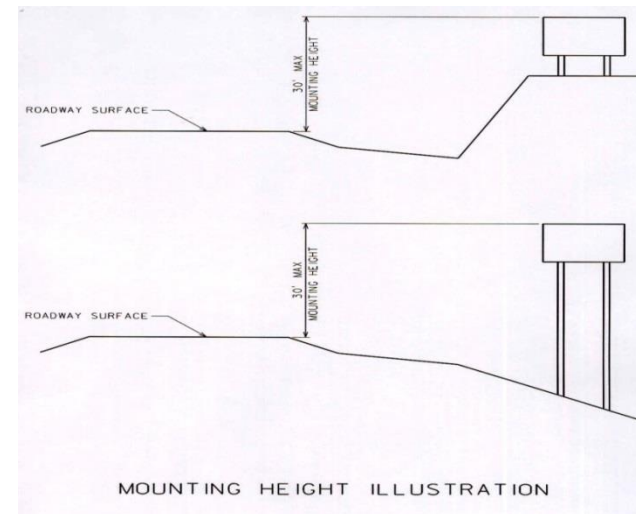 30' MAX
MOUNTING HEIGHT
ROADWAY SURFACE
30' MAX
MOUNTING HEIGHT
ROADWAY SURFACE
MOUNTING HEIGHT ILLUSTRATION